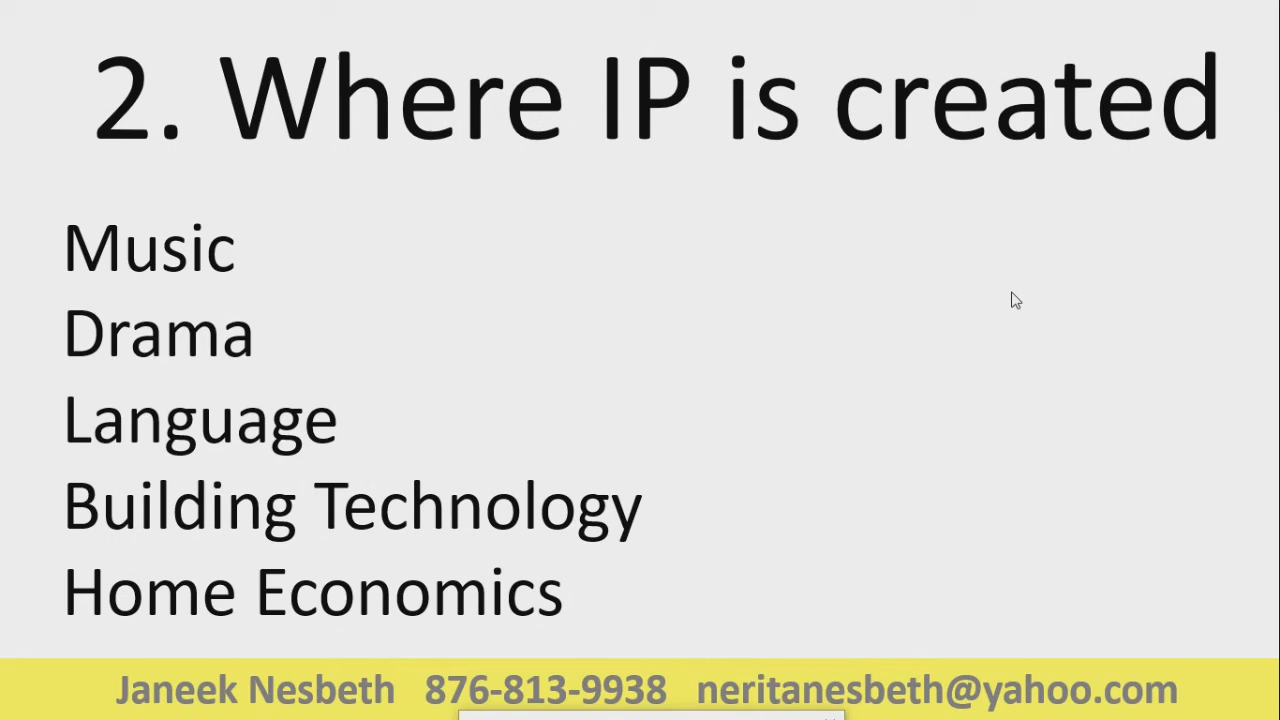 2. Where IP is created
Music
Drama
Language
Building Technology
Home Economics
Janeek Nesbeth 876-813-9938 neritanesbeth@yahoo.com